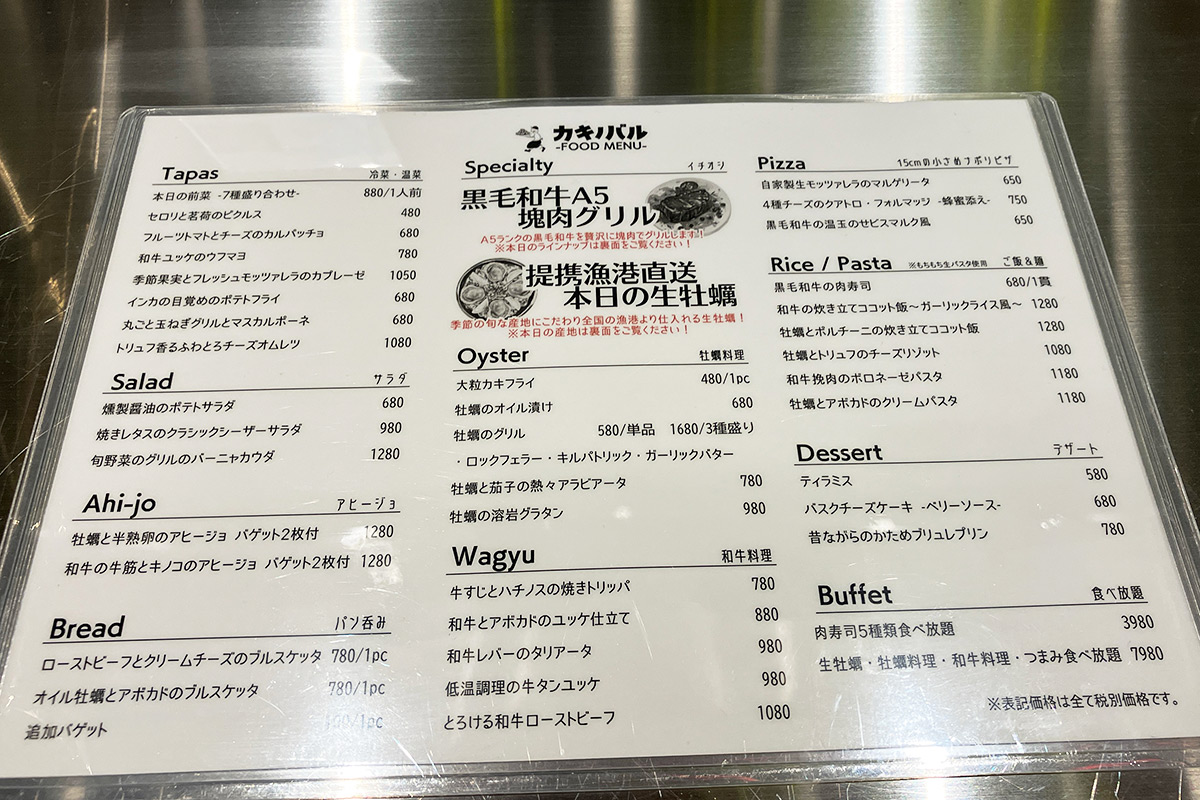 カキノバル
-FOOD MENU-
Tapas 冷菜・温菜
本日の前菜 -7種盛り合わせ- 880/1人前
セロリと茗荷のピクルス 480
フルーツトマトとチーズのカルパッチョ 680
和牛ユッケのウフマヨ 780
季節果実とフレッシュモッツァレラのカプレーゼ 1050
インカの目覚めのポテトフライ 680
丸ごと玉ねぎグリルとマスカルポーネ 680
トリュフ香るふわとろチーズオムレツ 1080
Salad サラダ
燻製醤油のポテトサラダ 680
焼きレタスのクラシックシーザーサラダ 980
旬野菜のグリルのバーニャカウダ 1280
Ahi-jo アヒージョ
牡蠣と半熟卵のアヒージョ バゲット2枚付 1280
和牛の牛筋とキノコのアヒージョ バゲット2枚付 1280
Bread パン呑み
ローストビーフとクリームチーズのブルスケッタ 780/1pc
オイル牡蠣とアボカドのブルスケッタ 780/1pc
追加バゲット
Specialty イチオシ
黒毛和牛A5
塊肉グリル
A5ランクの黒毛和牛を贅沢に塊肉でグリルします!!
※本日のラインナップは裏面をご覧ください！
提携漁港直送
本日の生牡蠣
季節の旬な産地にこだわり全国の漁港より仕入れる生牡蠣！
※本日の産地は裏面をご覧ください！
Oyster 牡蠣料理
大粒カキフライ 480/1pc
牡蠣のオイル漬け 680
牡蠣のグリル 580/単品 1680/3種盛り
・ロックフェラー・キルパトリック・ガーリックバター
牡蠣と茄子の熱々アラビアータ 780
牡蠣の溶岩グラタン 980
Wagyu 和牛料理
牛すじとハチノスの焼きトリッパ 780
和牛とアボカドのユッケ仕立て 880
和牛レバーのタリアータ 980
低温調理の牛タンユッケ 980
とろける和牛ローストビーフ 1080
Pizza 15cmの小さめナポリピザ
自家製生モッツァレラのマルゲリータ 650
4種チーズのクアトロ・フォルマッジ -蜂蜜添え- 750
黒毛和牛の温玉のせビスマルク風 650
Rice / Pasta ※もちもち生パスタ使用 ご飯&麺
黒毛和牛の肉寿司 680/1貫
和牛の炊き立てココット飯～ガーリックライス風～ 1280
牡蠣とポルチーニの炊き立てココット飯 1280
牡蠣とトリュフのチーズリゾット 1080
和牛挽肉のボロネーゼパスタ 1180
牡蠣とアボカドのクリームパスタ 1180
Dessert デザート
ティラミス 580
バスクチーズケーキ -ベリーソース- 680
昔ながらのかためブリュレプリン 780
Buffet 食べ放題
肉寿司5種類食べ放題 3980
生牡蠣・牡蠣料理・和牛料理・つまみ食べ放題 7980
※表記価格は全て税別価格です。